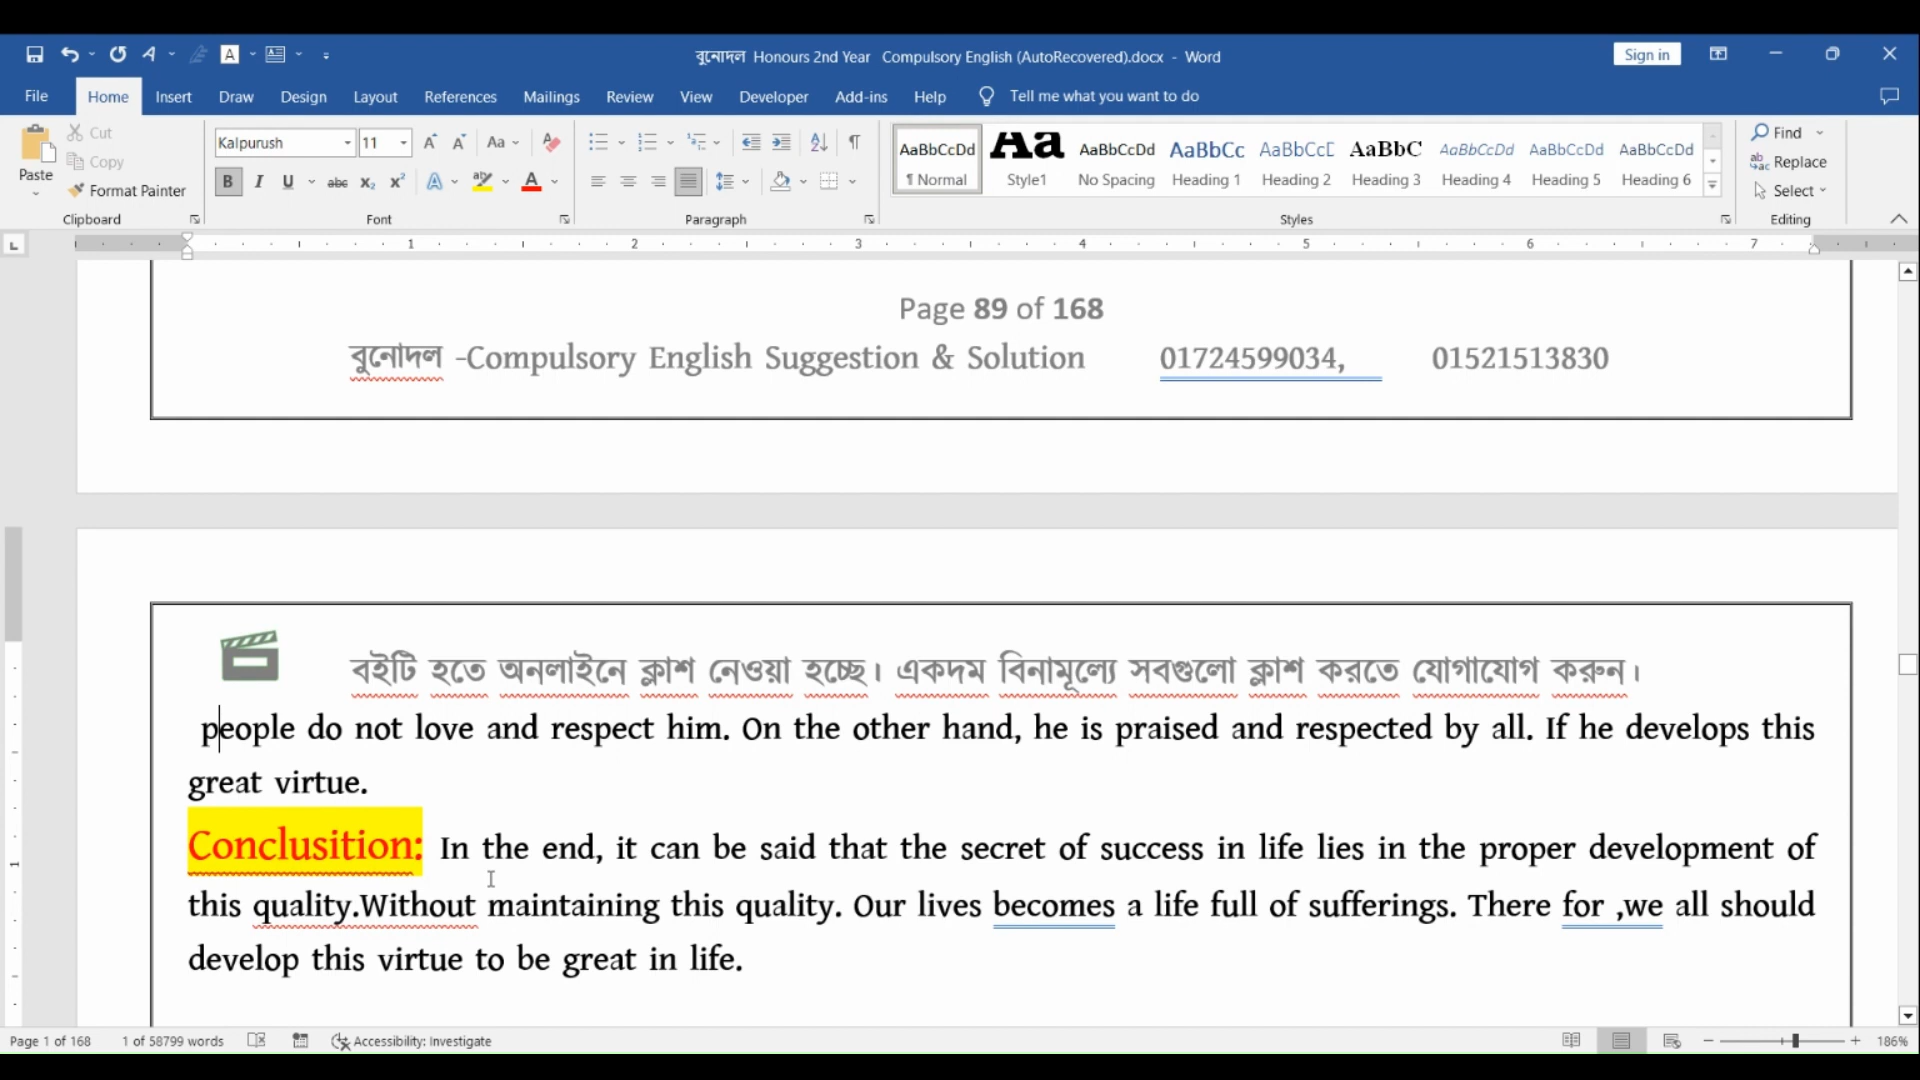 বুনোদল Honours 2nd Year Compulsory English (AutoRecovered).docx - Word
Sign in
File Home Insert Draw Design Layout References Mailings Review View Developer Add-ins Help Tell me what you want to do
Paste
Cut
Copy
Format Painter
Clipboard
Kalpurush 11
Font
Paragraph
AaBbCcDd Aa AaBbCcDd AaBbCc AaBbCcD AaBbC AaBbCcDd AaBbCcDd AaBbCcDd
¶ Normal Style1 No Spacing Heading 1 Heading 2 Heading 3 Heading 4 Heading 5 Heading 6
Styles
Find
Replace
Select
Editing
1 2 3 4 5 6 7
Page 89 of 168
বুনোদল -Compulsory English Suggestion & Solution 01724599034, 01521513830
বইটি হতে অনলাইনে ক্লাশ নেওয়া হচ্ছে। একদম বিনামূল্যে সবগুলো ক্লাশ করতে যোগাযোগ করুন।
people do not love and respect him. On the other hand, he is praised and respected by all. If he develops this
great virtue.
Conclusition: In the end, it can be said that the secret of success in life lies in the proper development of
this quality.Without maintaining this quality. Our lives becomes a life full of sufferings. There for ,we all should
develop this virtue to be great in life.
Page 1 of 168 1 of 58799 words Accessibility: Investigate 186%